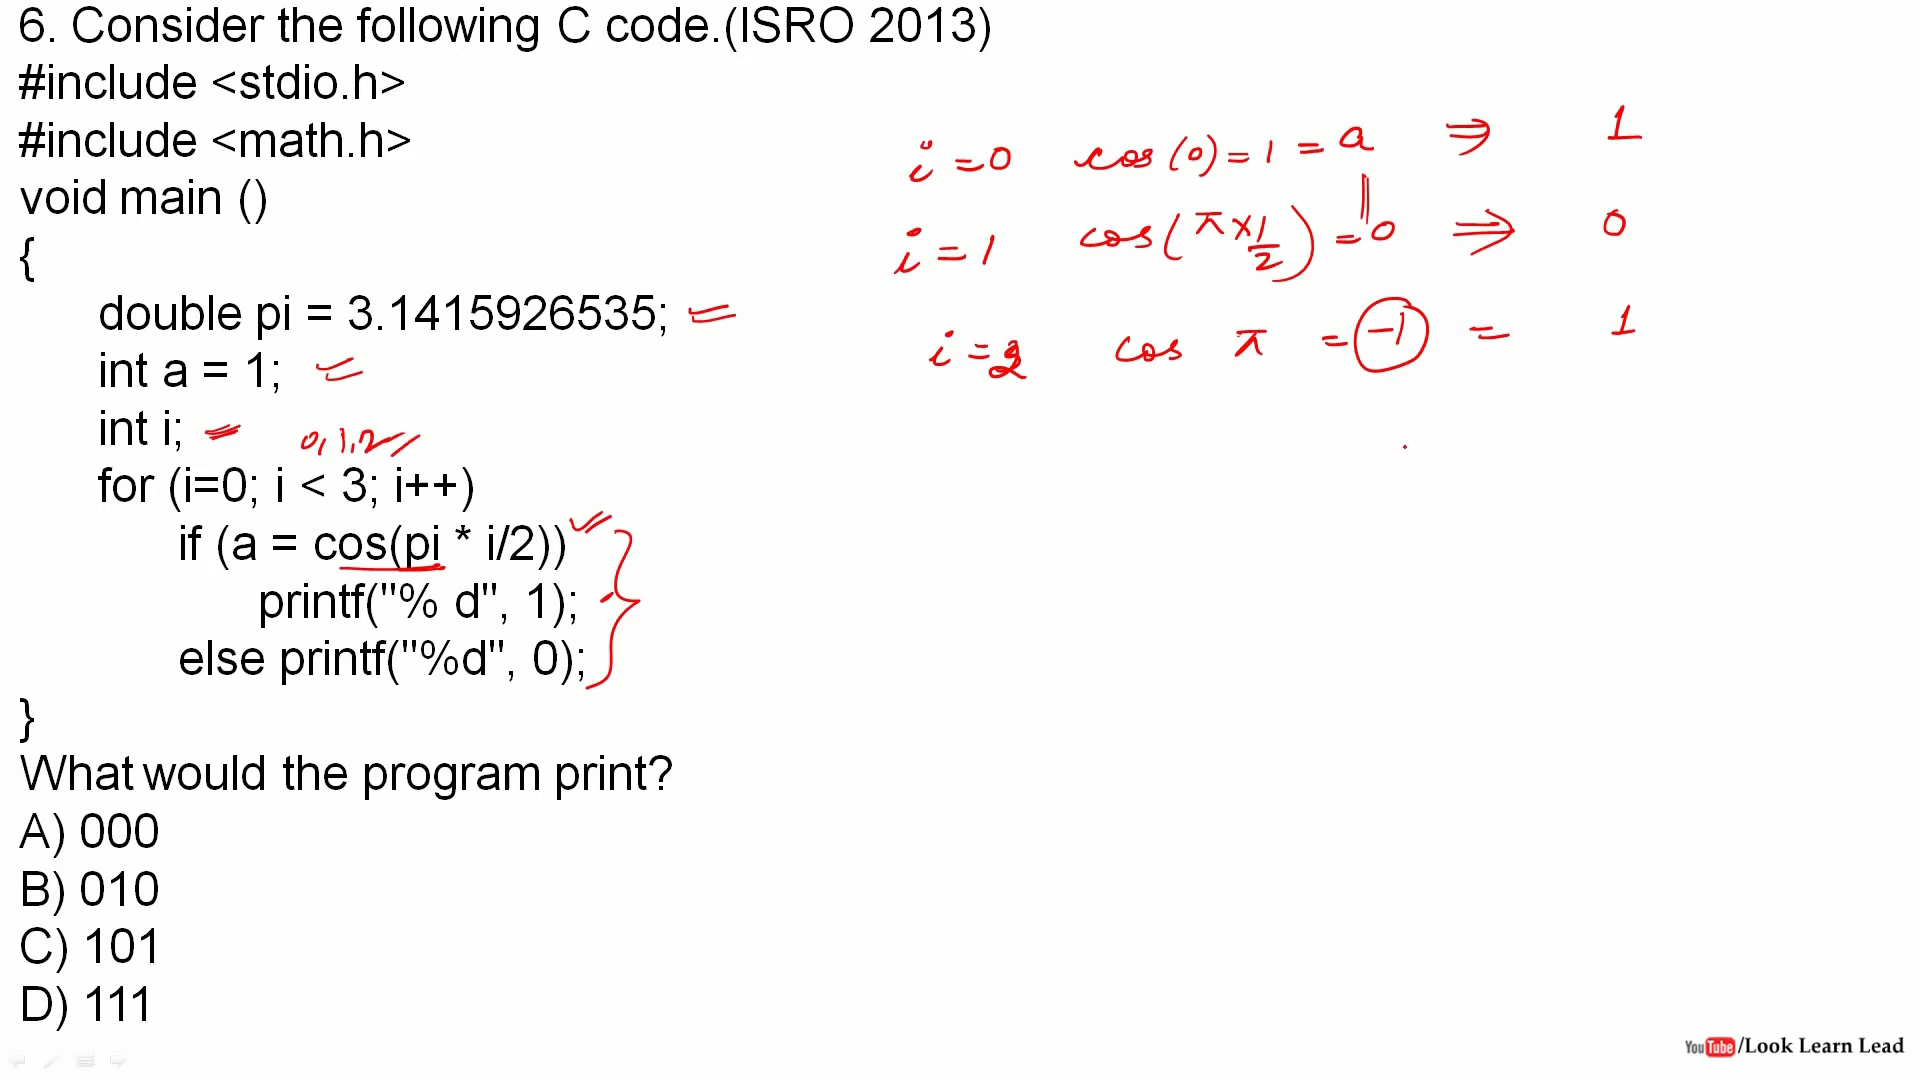 6. Consider the following C code.(ISRO 2013)
#include <stdio.h>
#include <math.h>
void main ()
{
double pi = 3.1415926535;
int a = 1;
int i;
0, 1, 2
for (i=0; i < 3; i++)
if (a = cos(pi * i/2))
printf("% d", 1);
else printf("%d", 0);
}
What would the program print?
A) 000
B) 010
C) 101
D) 111
i = 0 cos (0) = 1 = a ⇒ 1
i = 1 cos (π × 1/2) = 0 ⇒ 0
i = 2 cos π = -1 = 1
YouTube/Look Learn Lead